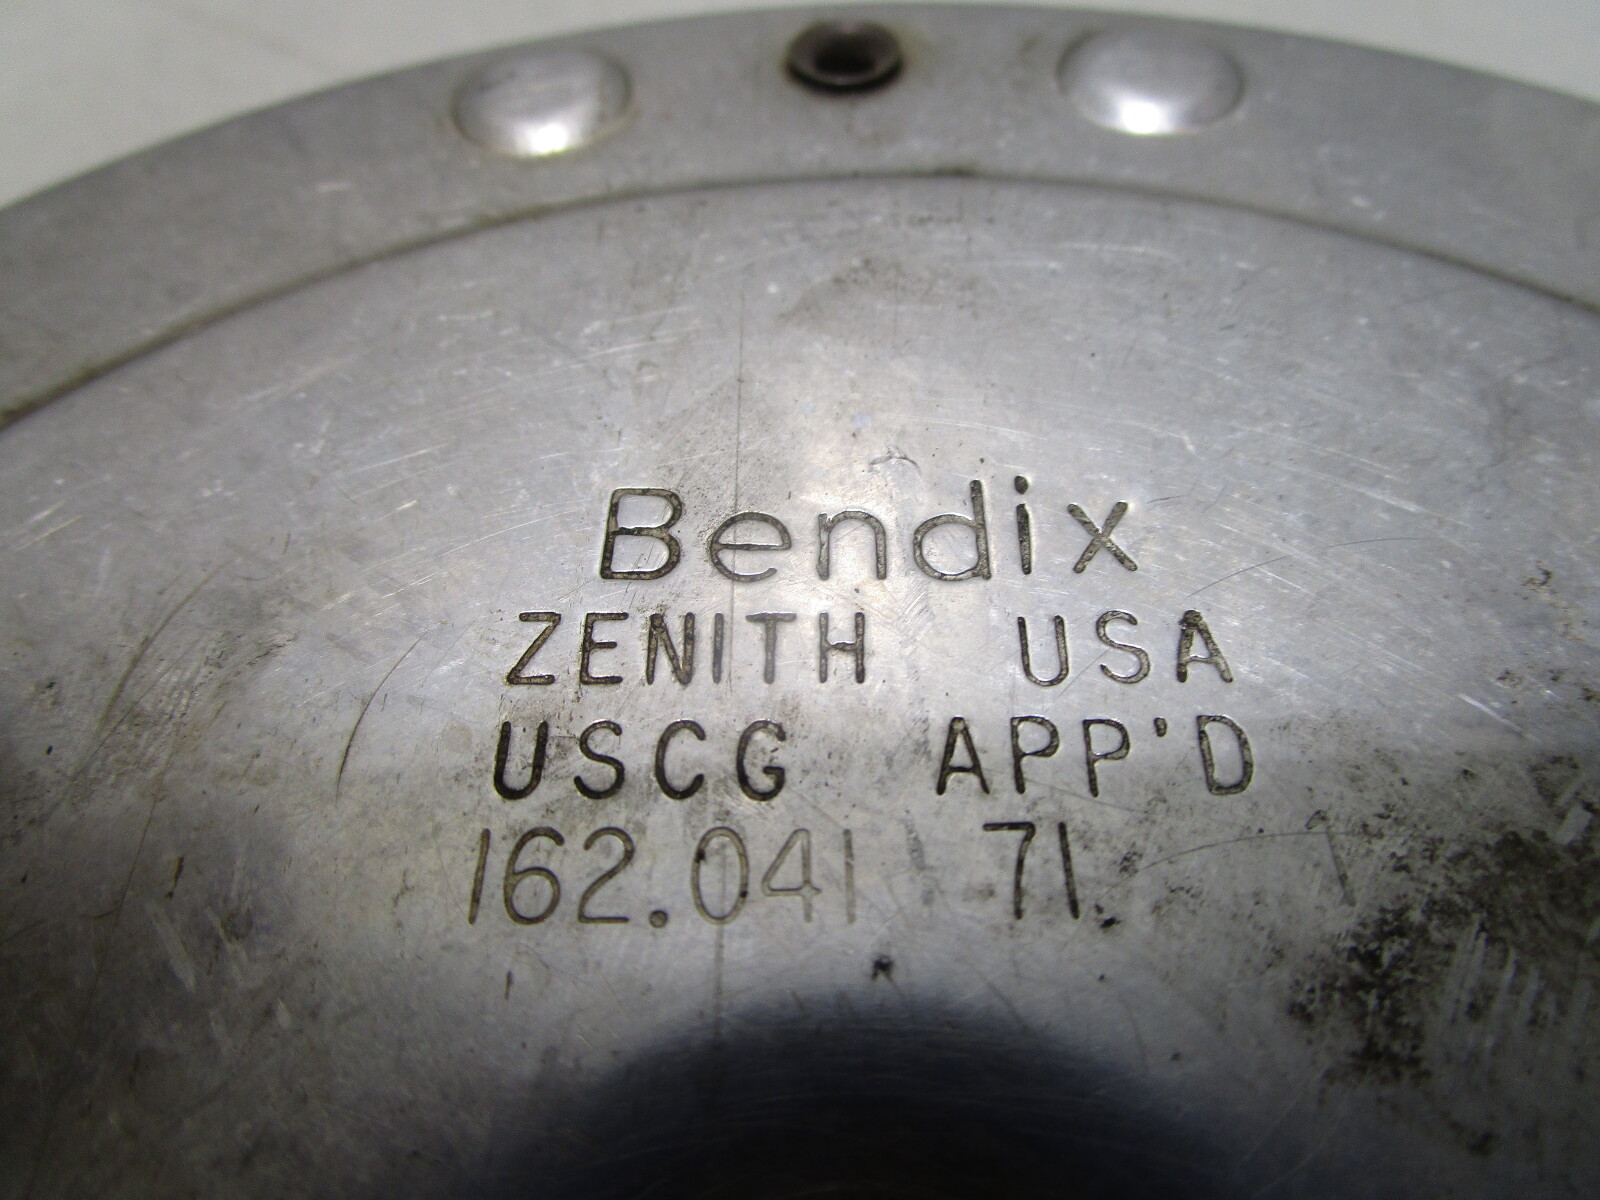 Bendix
ZENITH USA
USCG APP'D
162.041 71